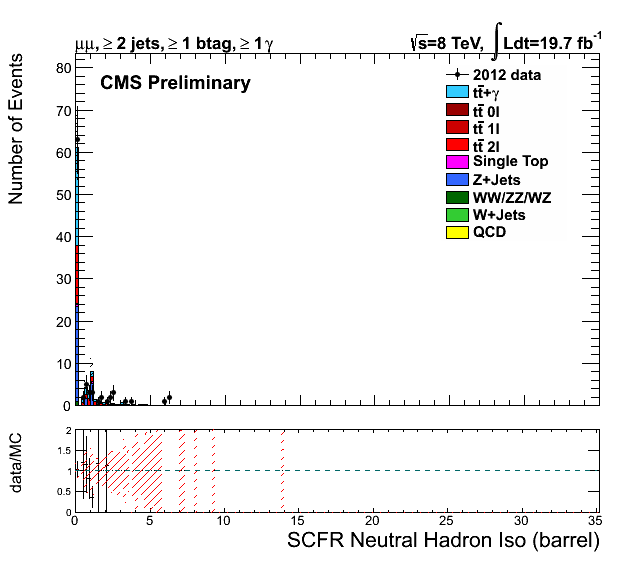 μμ, ≥ 2 jets, ≥ 1 btag, ≥ 1 γ
√s=8 TeV, ∫ Ldt=19.7 fb⁻¹
CMS Preliminary
2012 data
tt̄+γ
tt̄ 0l
tt̄ 1l
tt̄ 2l
Single Top
Z+Jets
WW/ZZ/WZ
W+Jets
QCD
Number of Events
80
70
60
50
40
30
20
10
0
data/MC
2
1.5
1
0.5
0
0 5 10 15 20 25 30 35
SCFR Neutral Hadron Iso (barrel)